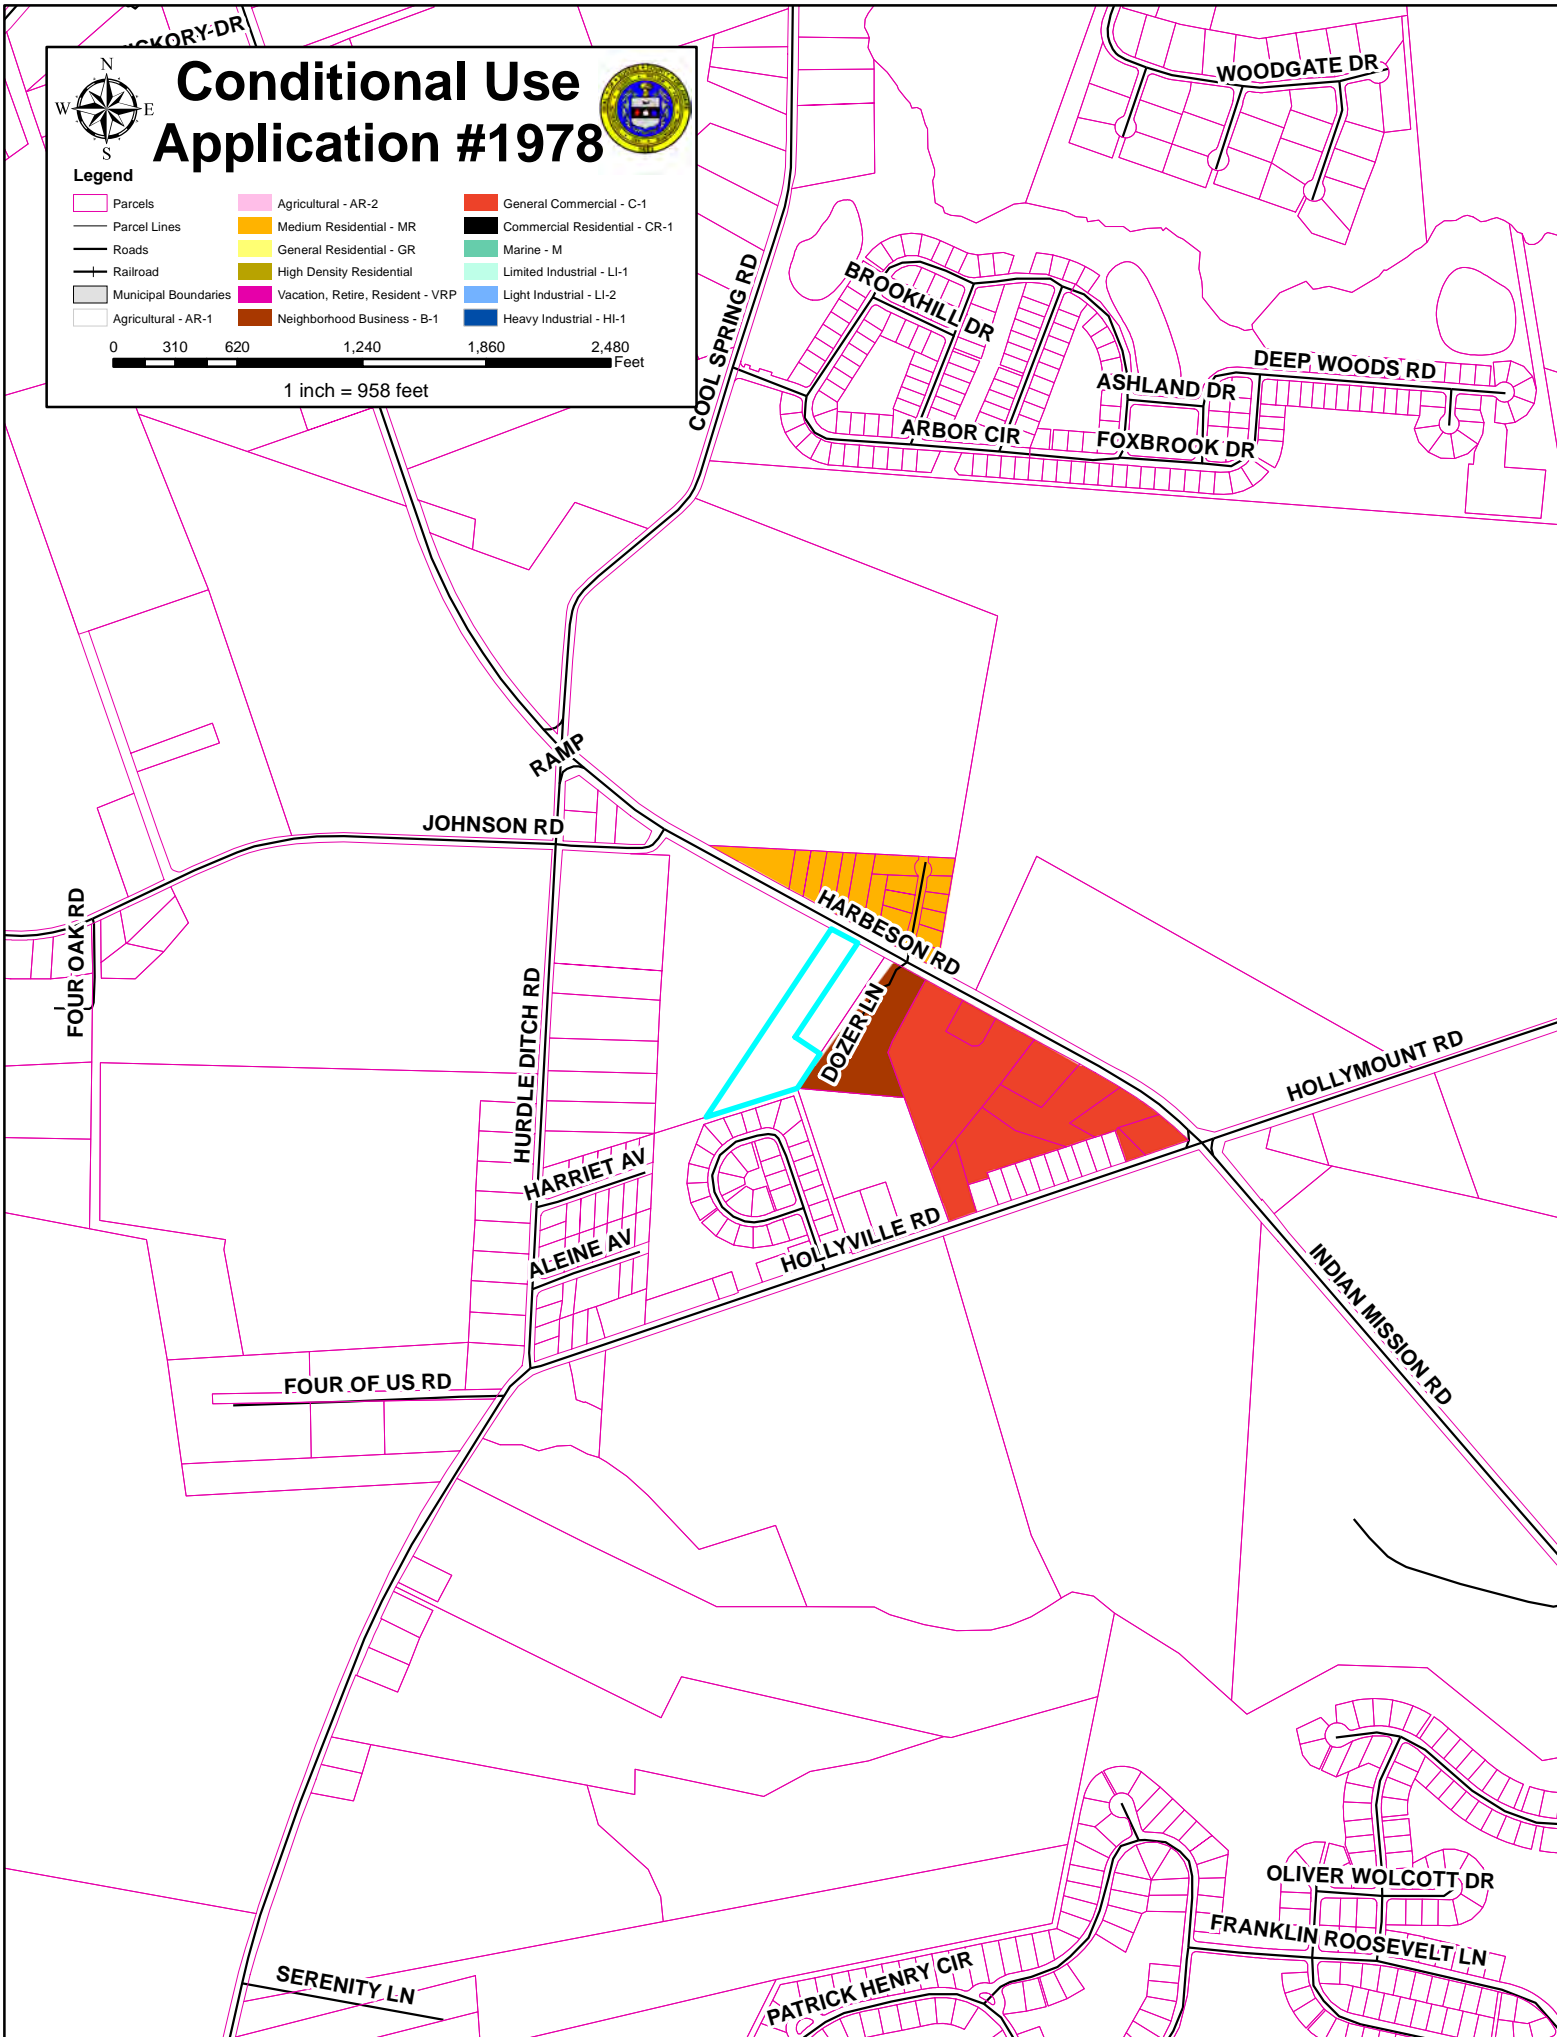 CKORY DR
Conditional Use
Application #1978
N
W
E
S
Legend
Parcels
Parcel Lines
Roads
Railroad
Municipal Boundaries
Agricultural - AR-1
Agricultural - AR-2
Medium Residential - MR
General Residential - GR
High Density Residential
Vacation, Retire, Resident - VRP
Neighborhood Business - B-1
General Commercial - C-1
Commercial Residential - CR-1
Marine - M
Limited Industrial - LI-1
Light Industrial - LI-2
Heavy Industrial - HI-1
0 310 620 1,240 1,860 2,480
Feet
1 inch = 958 feet
WOODGATE DR
COOL SPRING RD
BROOKHILL DR
DEEP WOODS RD
ASHLAND DR
ARBOR CIR
FOXBROOK DR
RAMP
JOHNSON RD
FOUR OAK RD
HARBESON RD
HURDLE DITCH RD
DOZER LN
HOLLYMOUNT RD
HARRIET AV
ALEINE AV
HOLLYVILLE RD
INDIAN MISSION RD
FOUR OF US RD
OLIVER WOLCOTT DR
FRANKLIN ROOSEVELT LN
SERENITY LN
PATRICK HENRY CIR